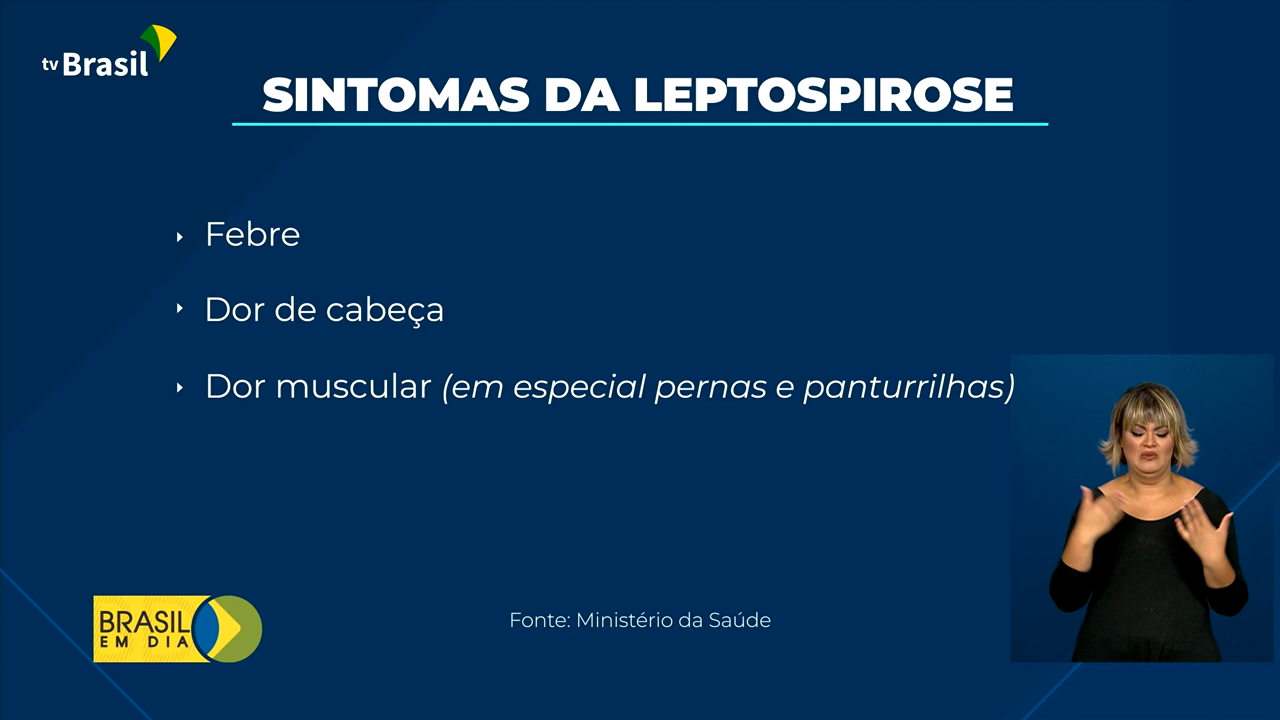 tv Brasil
SINTOMAS DA LEPTOSPIROSE
Febre
Dor de cabeça
Dor muscular (em especial pernas e panturrilhas)
BRASIL
EM DIA
Fonte: Ministério da Saúde